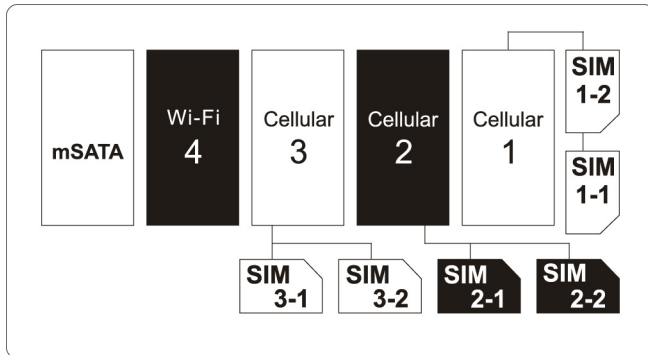 mSATA
Wi-Fi
4
Cellular
3
Cellular
2
Cellular
1
SIM
1-2
SIM
1-1
SIM
3-1
SIM
3-2
SIM
2-1
SIM
2-2